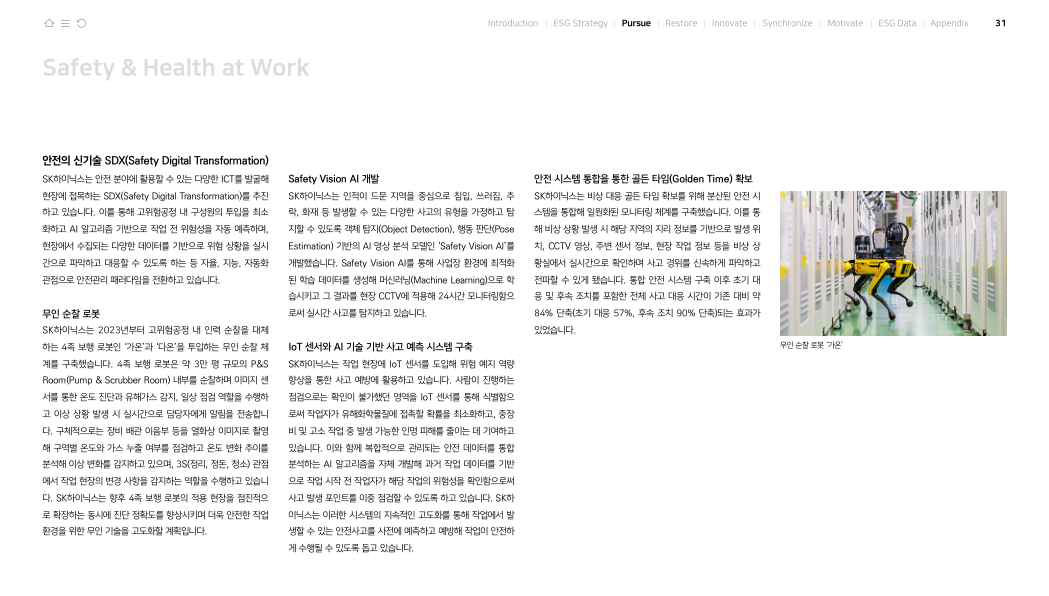 Introduction | ESG Strategy | Pursue | Restore | Innovate | Synchronize | Motivate | ESG Data | Appendix 31
Safety & Health at Work
안전의 신기술 SDX(Safety Digital Transformation)
SK하이닉스는 안전 분야에 활용할 수 있는 다양한 ICT를 발굴해
현장에 접목하는 SDX(Safety Digital Transformation)를 추진
하고 있습니다. 이를 통해 고위험공정 내 구성원의 투입을 최소
화하고 AI 알고리즘 기반으로 작업 전 위험성을 자동 예측하며,
현장에서 수집되는 다양한 데이터를 기반으로 위험 상황을 실시
간으로 파악하고 대응할 수 있도록 하는 등 자율, 지능, 자동화
관점으로 안전관리 패러다임을 전환하고 있습니다.
무인 순찰 로봇
SK하이닉스는 2023년부터 고위험공정 내 인력 순찰을 대체
하는 4족 보행 로봇인 ‘가온’과 ‘다온’을 투입하는 무인 순찰 체
계를 구축했습니다. 4족 보행 로봇은 약 3만 평 규모의 P&S
Room(Pump & Scrubber Room) 내부를 순찰하며 이미지 센
서를 통한 온도 진단과 유해가스 감지, 일상 점검 역할을 수행하
고 이상 상황 발생 시 실시간으로 담당자에게 알림을 전송합니
다. 구체적으로는 장비 배관 이음부 등을 열화상 이미지로 촬영
해 구역별 온도와 가스 누출 여부를 점검하고 온도 변화 추이를
분석해 이상 변화를 감지하고 있으며, 3S(정리, 정돈, 청소) 관점
에서 작업 현장의 변경 사항을 감지하는 역할을 수행하고 있습니
다. SK하이닉스는 향후 4족 보행 로봇의 적용 현장을 점진적으
로 확장하는 동시에 진단 정확도를 향상시키며 더욱 안전한 작업
환경을 위한 무인 기술을 고도화할 계획입니다.
Safety Vision AI 개발
SK하이닉스는 인적이 드문 지역을 중심으로 침입, 쓰러짐, 추
락, 화재 등 발생할 수 있는 다양한 사고의 유형을 가정하고 탐
지할 수 있도록 객체 탐지(Object Detection), 행동 판단(Pose
Estimation) 기반의 AI 영상 분석 모델인 ‘Safety Vision AI’를
개발했습니다. Safety Vision AI를 통해 사업장 환경에 최적화
된 학습 데이터를 생성해 머신러닝(Machine Learning)으로 학
습시키고 그 결과를 현장 CCTV에 적용해 24시간 모니터링함으
로써 실시간 사고를 탐지하고 있습니다.
IoT 센서와 AI 기술 기반 사고 예측 시스템 구축
SK하이닉스는 작업 현장에 IoT 센서를 도입해 위험 예지 역량
향상을 통한 사고 예방에 활용하고 있습니다. 사람이 진행하는
점검으로는 확인이 불가했던 영역을 IoT 센서를 통해 식별함으
로써 작업자가 유해화학물질에 접촉할 확률을 최소화하고, 중장
비 및 고소 작업 중 발생 가능한 인명 피해를 줄이는 데 기여하고
있습니다. 이와 함께 복합적으로 관리되는 안전 데이터를 통합
분석하는 AI 알고리즘을 자체 개발해 과거 작업 데이터를 기반
으로 작업 시작 전 작업자가 해당 작업의 위험성을 확인함으로써
사고 발생 포인트를 이중 점검할 수 있도록 하고 있습니다. SK하
이닉스는 이러한 시스템의 지속적인 고도화를 통해 작업에서 발
생할 수 있는 안전사고를 사전에 예측하고 예방해 작업이 안전하
게 수행될 수 있도록 돕고 있습니다.
안전 시스템 통합을 통한 골든 타임(Golden Time) 확보
SK하이닉스는 비상 대응 골든 타임 확보를 위해 분산된 안전 시
스템을 통합해 일원화된 모니터링 체계를 구축했습니다. 이를 통
해 비상 상황 발생 시 해당 지역의 지리 정보를 기반으로 발생 위
치, CCTV 영상, 주변 센서 정보, 현장 작업 정보 등을 비상 상
황실에서 실시간으로 확인하며 사고 경위를 신속하게 파악하고
전파할 수 있게 됐습니다. 통합 안전 시스템 구축 이후 초기 대
응 및 후속 조치를 포함한 전체 사고 대응 시간이 기존 대비 약
84% 단축(초기 대응 57%, 후속 조치 90% 단축)되는 효과가
있었습니다.
무인 순찰 로봇 ‘가온’